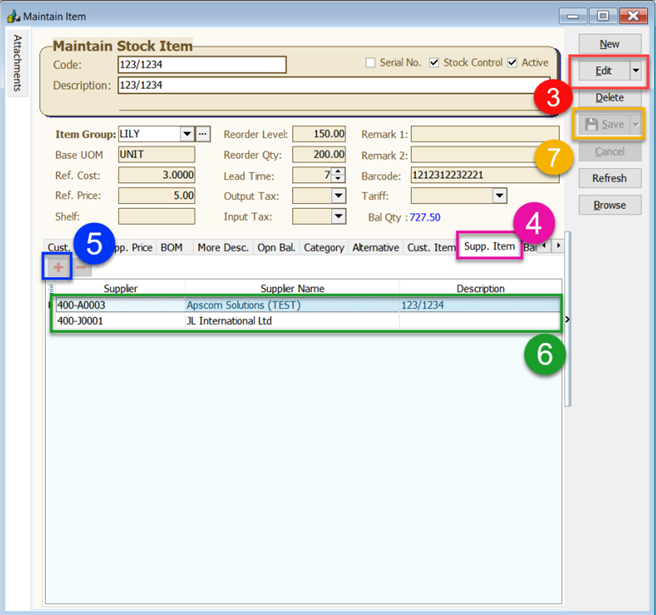 Maintain Item
Attachments
Maintain Stock Item
Code: 123/1234 Serial No. Stock Control Active
Description: 123/1234
New
Edit
3
Delete
Save
7
Cancel
Refresh
Browse
Item Group: LILY ... Reorder Level: 150.00 Remark 1:
Base UOM UNIT Reorder Qty: 200.00 Remark 2:
Ref. Cost: 3.0000 Lead Time: 7 Barcode: 1212312232221
Ref. Price: 5.00 Output Tax: Tariff:
Shelf: Input Tax: Bal Qty : 727.50
5
4
Cust. pp. Price BOM More Desc. Opn Bal. Category Alternative Cust. Item Supp. Item Ba
+ −
Supplier Supplier Name Description
400-A0003 Apscom Solutions (TEST) 123/1234
400-J0001 JL International Ltd
6